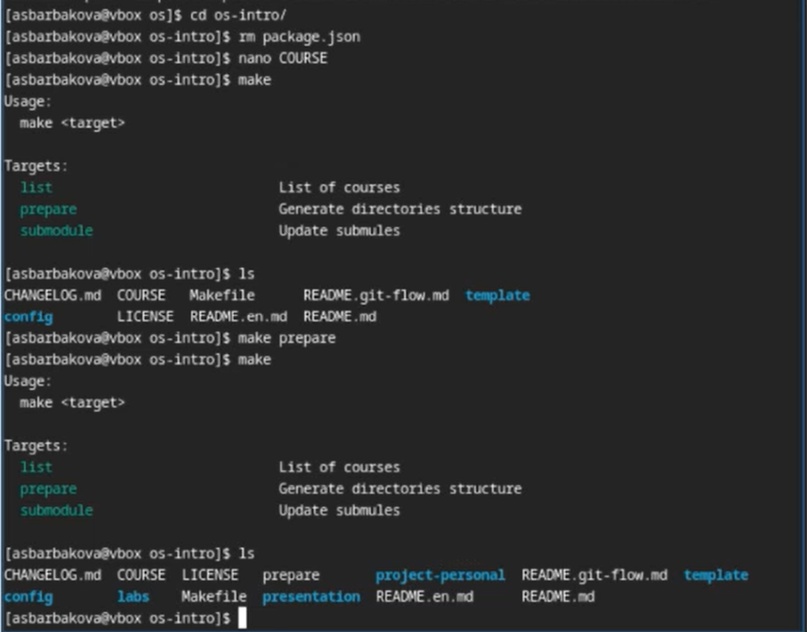 [asbarbakova@vbox os]$ cd os-intro/
[asbarbakova@vbox os-intro]$ rm package.json
[asbarbakova@vbox os-intro]$ nano COURSE
[asbarbakova@vbox os-intro]$ make
Usage:
  make <target>
Targets:
  list                            List of courses
  prepare                         Generate directories structure
  submodule                       Update submules
[asbarbakova@vbox os-intro]$ ls
CHANGELOG.md  COURSE   Makefile      README.git-flow.md  template
config        LICENSE  README.en.md  README.md
[asbarbakova@vbox os-intro]$ make prepare
[asbarbakova@vbox os-intro]$ make
Usage:
  make <target>
Targets:
  list                            List of courses
  prepare                         Generate directories structure
  submodule                       Update submules
[asbarbakova@vbox os-intro]$ ls
CHANGELOG.md  COURSE  LICENSE   prepare       project-personal  README.git-flow.md  template
config        labs    Makefile  presentation  README.en.md      README.md
[asbarbakova@vbox os-intro]$